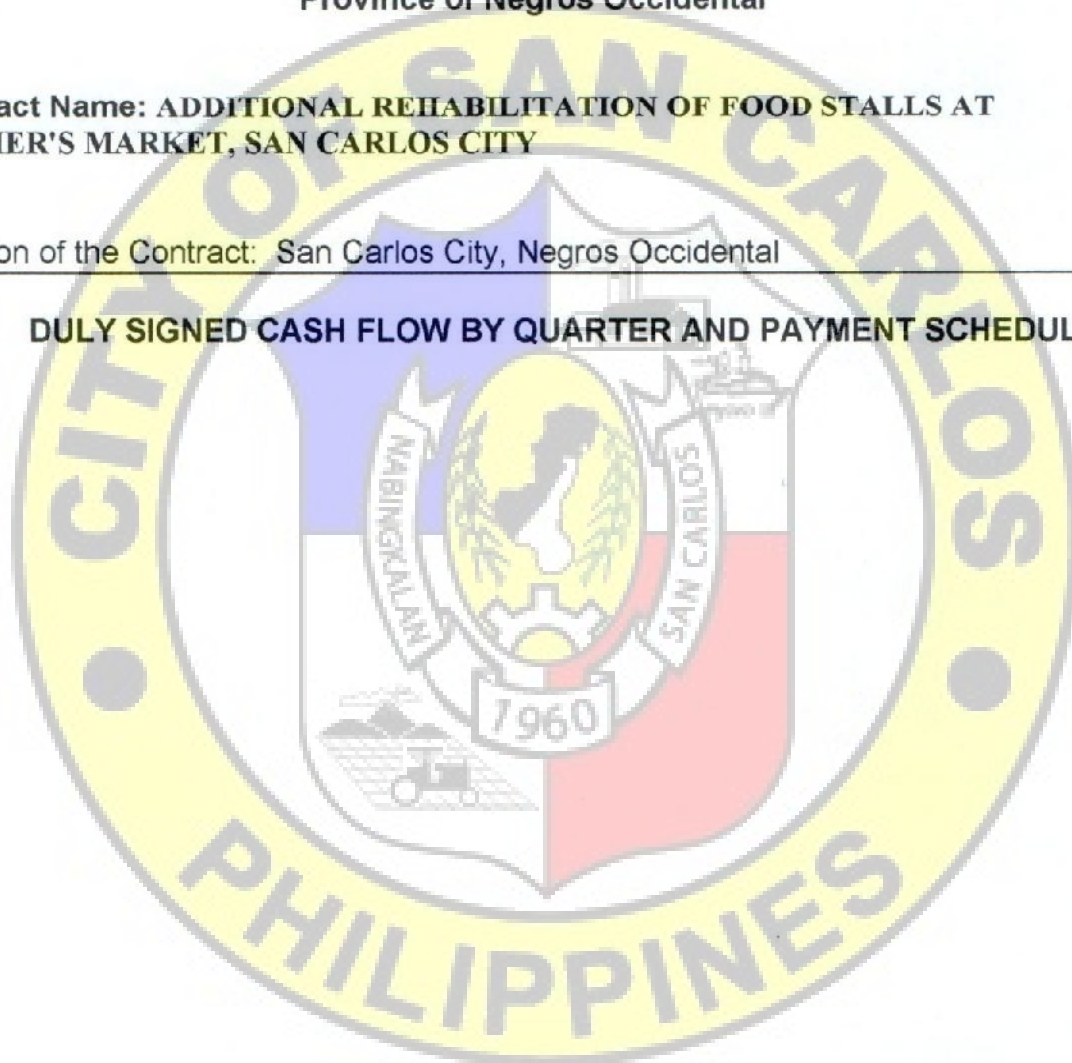 Province of Negros Occidental
act Name: ADDITIONAL REHABILITATION OF FOOD STALLS AT
IER'S MARKET, SAN CARLOS CITY
on of the Contract: San Carlos City, Negros Occidental
DULY SIGNED CASH FLOW BY QUARTER AND PAYMENT SCHEDUL
CITY OF SAN CARLOS
NABINGKALAN
SAN CARLOS
1960
PHILIPPINES